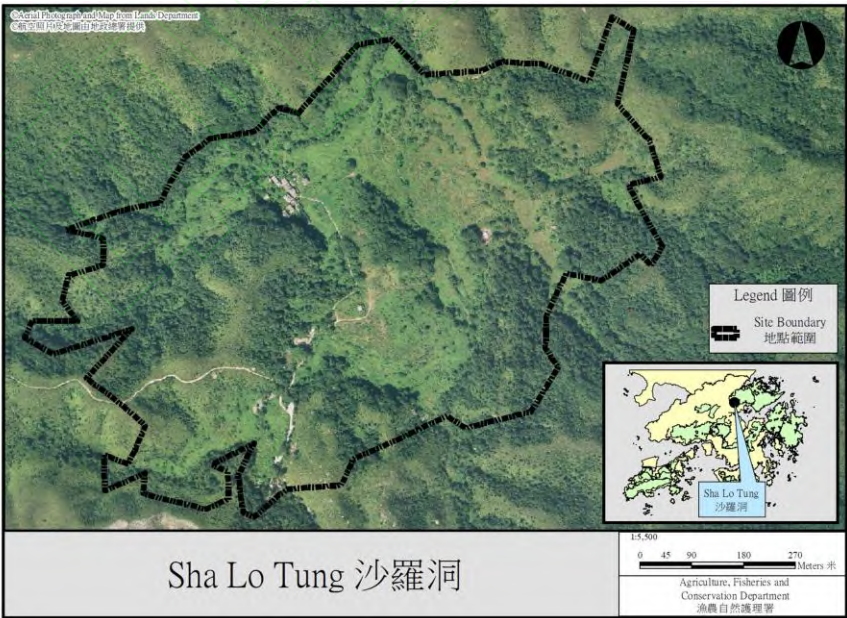 ©Aerial Photograph and Map from Lands Department
©航空照片及地圖由地政總署提供
Legend 圖例
Site Boundary
地點範圍
Sha Lo Tung
沙羅洞
Sha Lo Tung 沙羅洞
1:5,500
0 45 90 180 270
Meters 米
Agriculture, Fisheries and
Conservation Department
漁農自然護理署